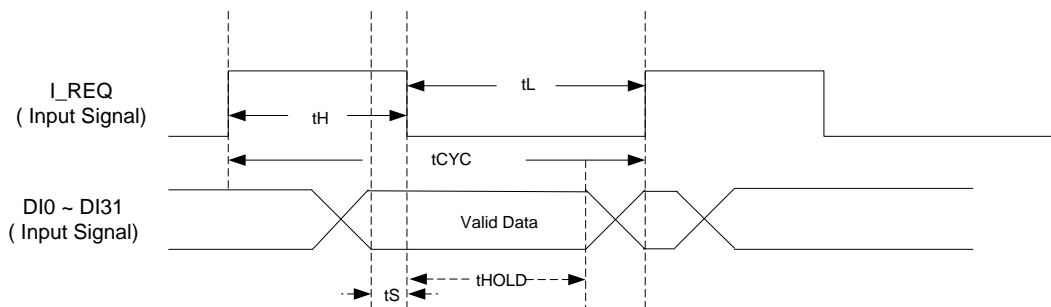 I_REQ
( Input Signal)
tH
tL
tCYC
DI0 ~ DI31
( Input Signal)
Valid Data
tS
tHOLD